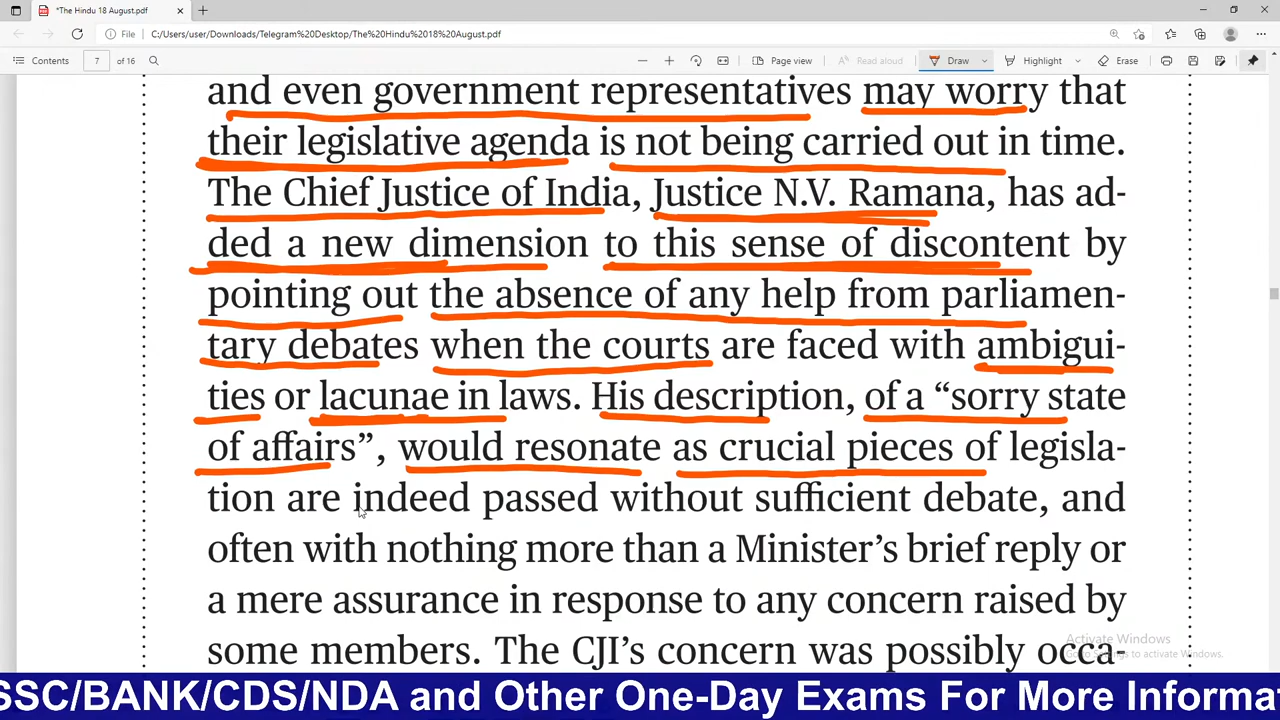 *The Hindu 18 August.pdf
File
C:/Users/user/Downloads/Telegram%20Desktop/The%20Hindu%2018%20August.pdf
Contents
7
of 16
Page view
Read aloud
Draw
Highlight
Erase
and even government representatives may worry that
their legislative agenda is not being carried out in time.
The Chief Justice of India, Justice N.V. Ramana, has ad-
ded a new dimension to this sense of discontent by
pointing out the absence of any help from parliamen-
tary debates when the courts are faced with ambigui-
ties or lacunae in laws. His description, of a “sorry state
of affairs”, would resonate as crucial pieces of legisla-
tion are indeed passed without sufficient debate, and
often with nothing more than a Minister’s brief reply or
a mere assurance in response to any concern raised by
some members. The CJI’s concern was possibly occa-
Activate Windows
Go to Settings to activate Windows.
SSC/BANK/CDS/NDA and Other One-Day Exams For More Informa